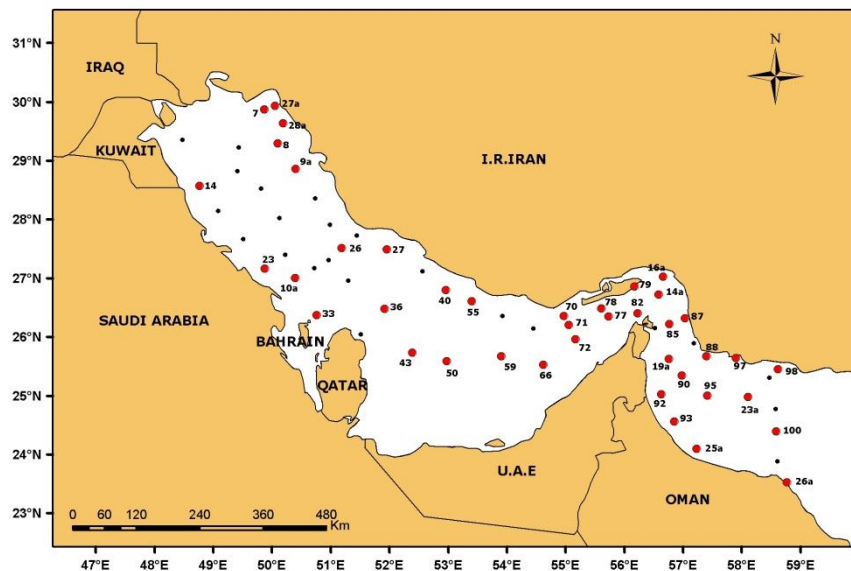 31°N
N
30°N
IRAQ
7
27a
28a
8
KUWAIT
29°N
9a
I.R.IRAN
14
28°N
26
27
23
10a
27°N
16a
79
14a
40
55
70
78
82
71
77
87
33
36
85
SAUDI ARABIA
26°N
BAHRAIN
72
88
43
50
59
66
19a
97
98
QATAR
90
95
25°N
92
23a
93
100
24°N
25a
U.A.E
26a
OMAN
23°N
0 60 120 240 360 480
Km
47°E 48°E 49°E 50°E 51°E 52°E 53°E 54°E 55°E 56°E 57°E 58°E 59°E